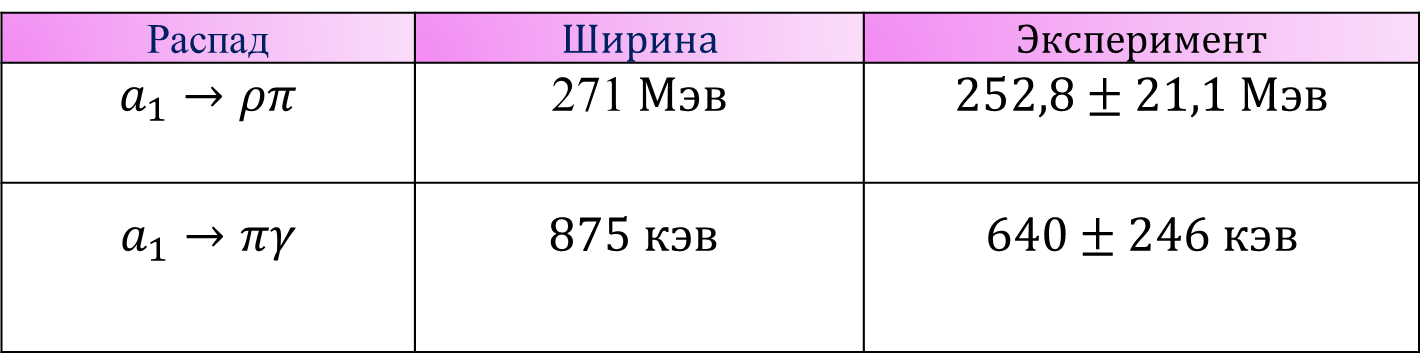 Распад Ширина Эксперимент
𝑎₁ → 𝜌𝜋 271 Мэв 252,8 ± 21,1 Мэв
𝑎₁ → 𝜋𝛾 875 кэв 640 ± 246 кэв